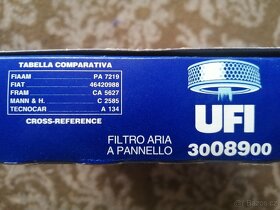 TABELLA COMPARATIVA
FIAAM PA 7219
FIAT 46420988
FRAM CA 5627
MANN & H. C 2585
TECNOCAR A 134
CROSS-REFERENCE
UFI
FILTRO ARIA
A PANNELLO
3008900